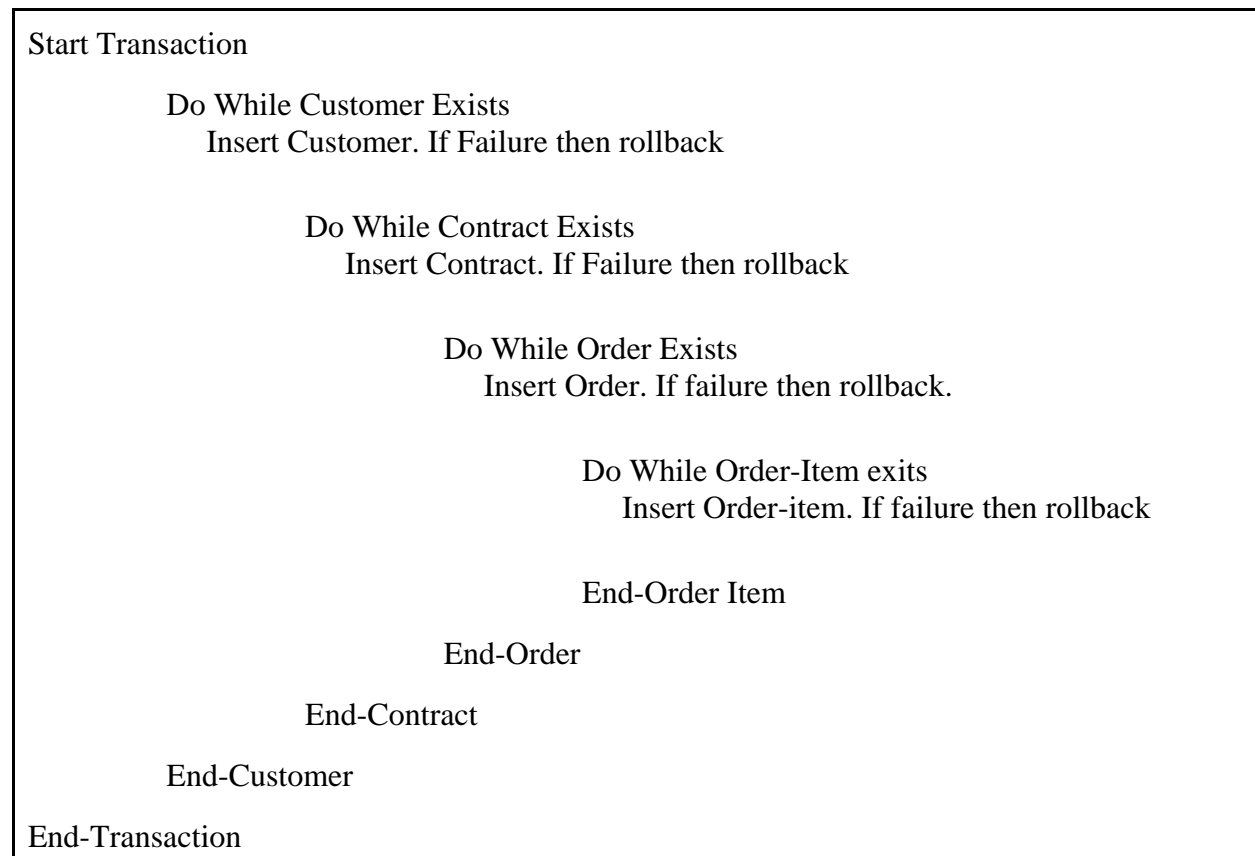 Start Transaction
Do While Customer Exists
Insert Customer. If Failure then rollback
Do While Contract Exists
Insert Contract. If Failure then rollback
Do While Order Exists
Insert Order. If failure then rollback.
Do While Order-Item exits
Insert Order-item. If failure then rollback
End-Order Item
End-Order
End-Contract
End-Customer
End-Transaction